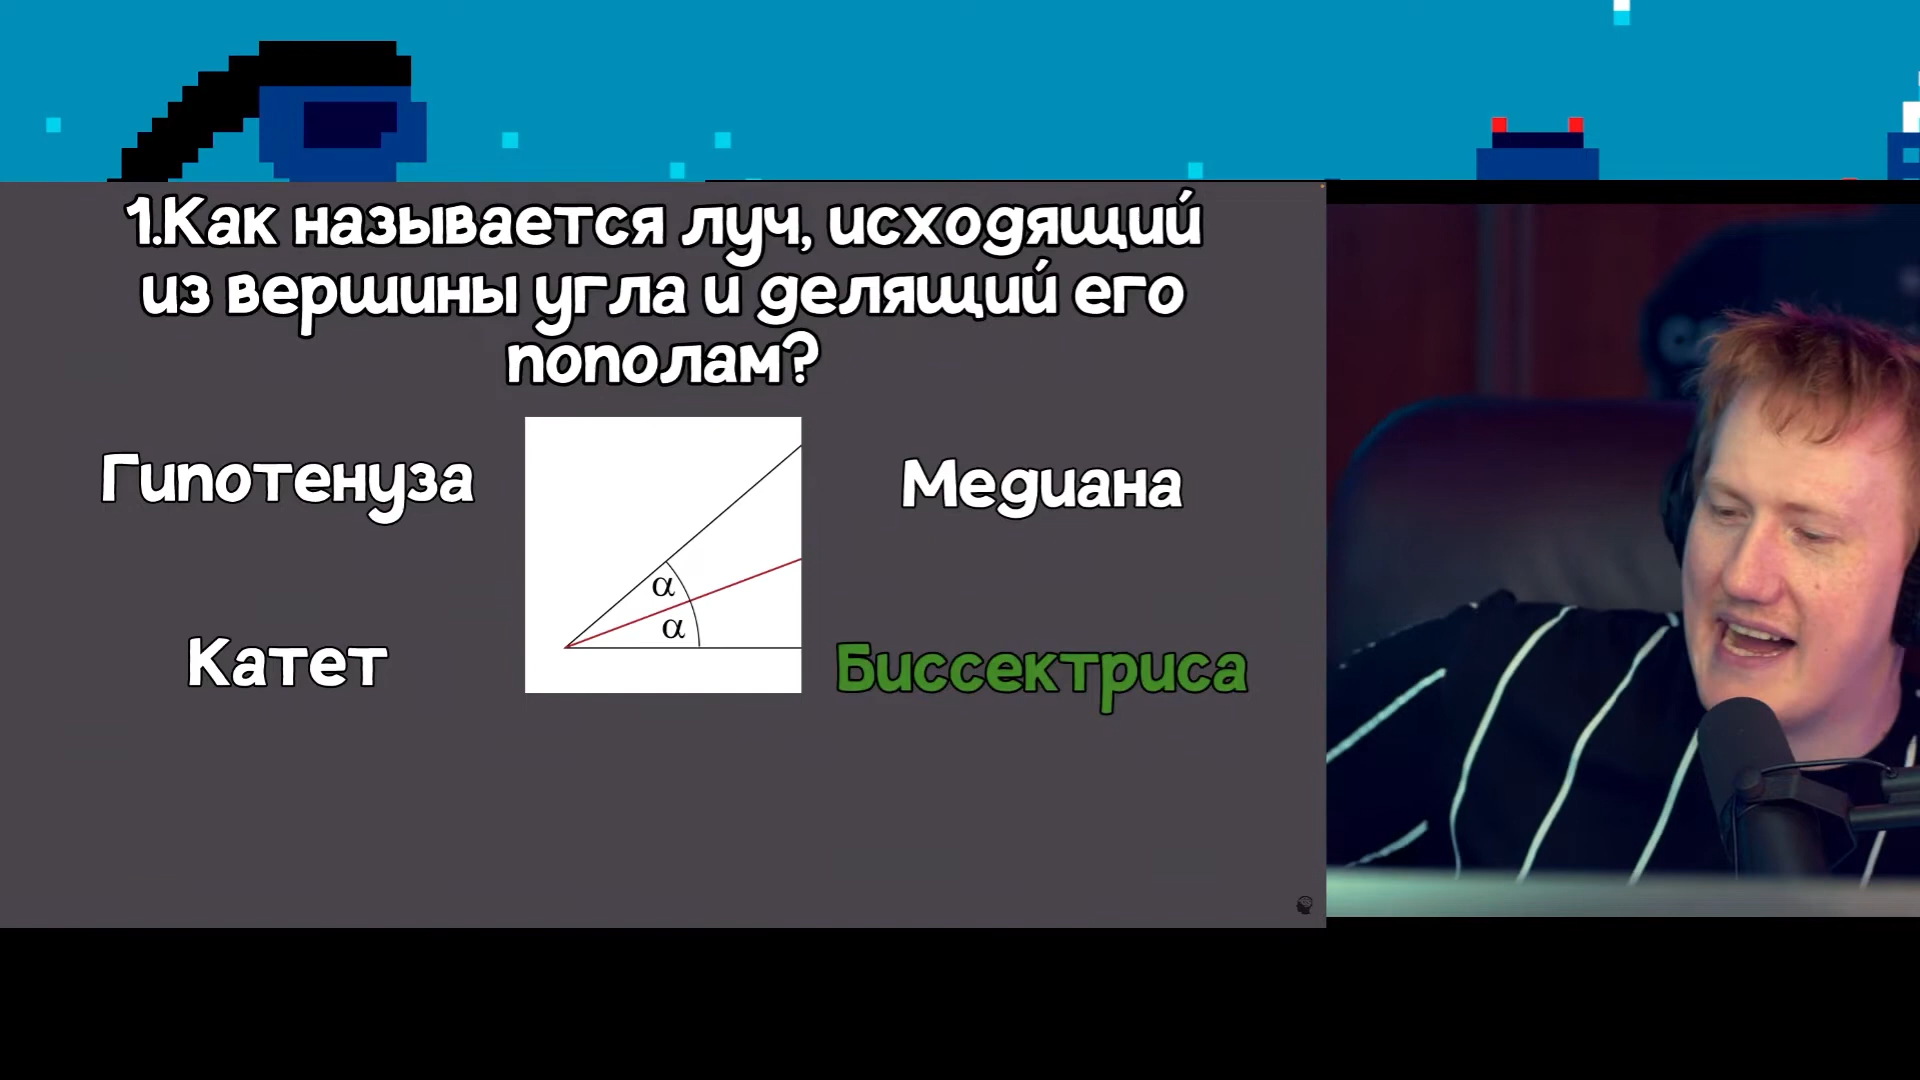 1.Как называется луч, исходящий
из вершины угла и делящий его
пополам?
Гипотенуза
Медиана
α
α
Катет
Биссектриса